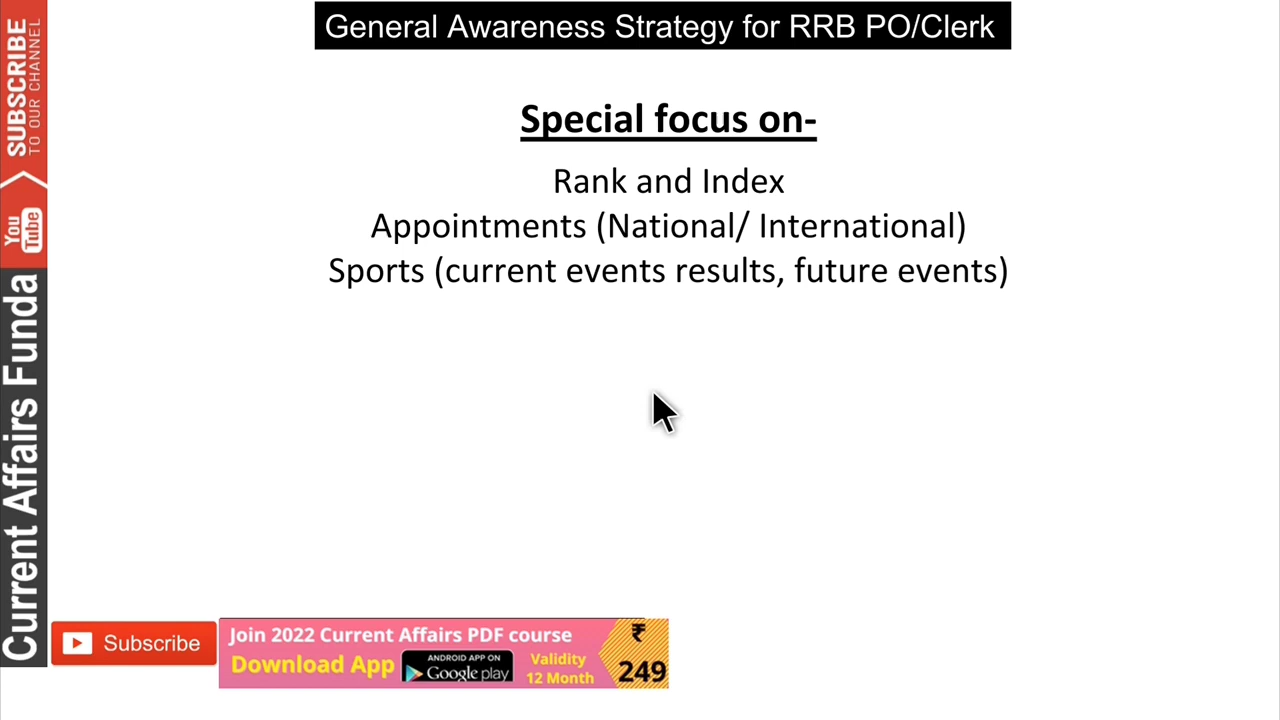 General Awareness Strategy for RRB PO/Clerk
Special focus on-
Rank and Index
Appointments (National/ International)
Sports (current events results, future events)
SUBSCRIBE
TO OUR CHANNEL
You
Tube
Current Affairs Funda
Subscribe
Join 2022 Current Affairs PDF course
Download App
ANDROID APP ON
Google play
Validity
12 Month
₹
249